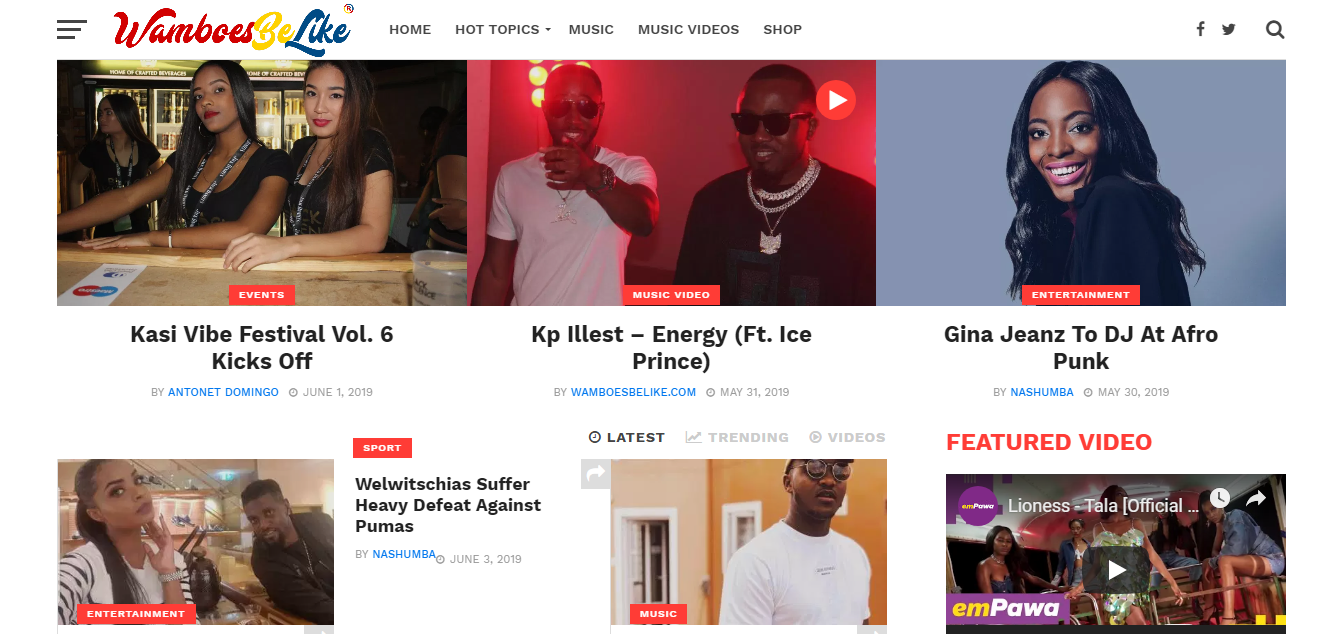 WamboesBeLike®
HOME HOT TOPICS MUSIC MUSIC VIDEOS SHOP
HOME OF CRAFTED BEVERAGES
EVENTS
Kasi Vibe Festival Vol. 6
Kicks Off
BY ANTONET DOMINGO JUNE 1, 2019
MUSIC VIDEO
Kp Illest – Energy (Ft. Ice
Prince)
BY WAMBOESBELIKE.COM MAY 31, 2019
ENTERTAINMENT
Gina Jeanz To DJ At Afro
Punk
BY NASHUMBA MAY 30, 2019
ENTERTAINMENT
SPORT
Welwitschias Suffer
Heavy Defeat Against
Pumas
BY NASHUMBA JUNE 3, 2019
LATEST TRENDING VIDEOS
MUSIC
FEATURED VIDEO
emPawa
Lioness - Tala [Official ...
emPawa